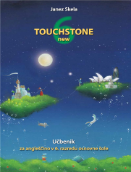 Janez Skela
6
TOUCHSTONE
new
Učbenik
za angleščino v 6. razredu osnovne šole